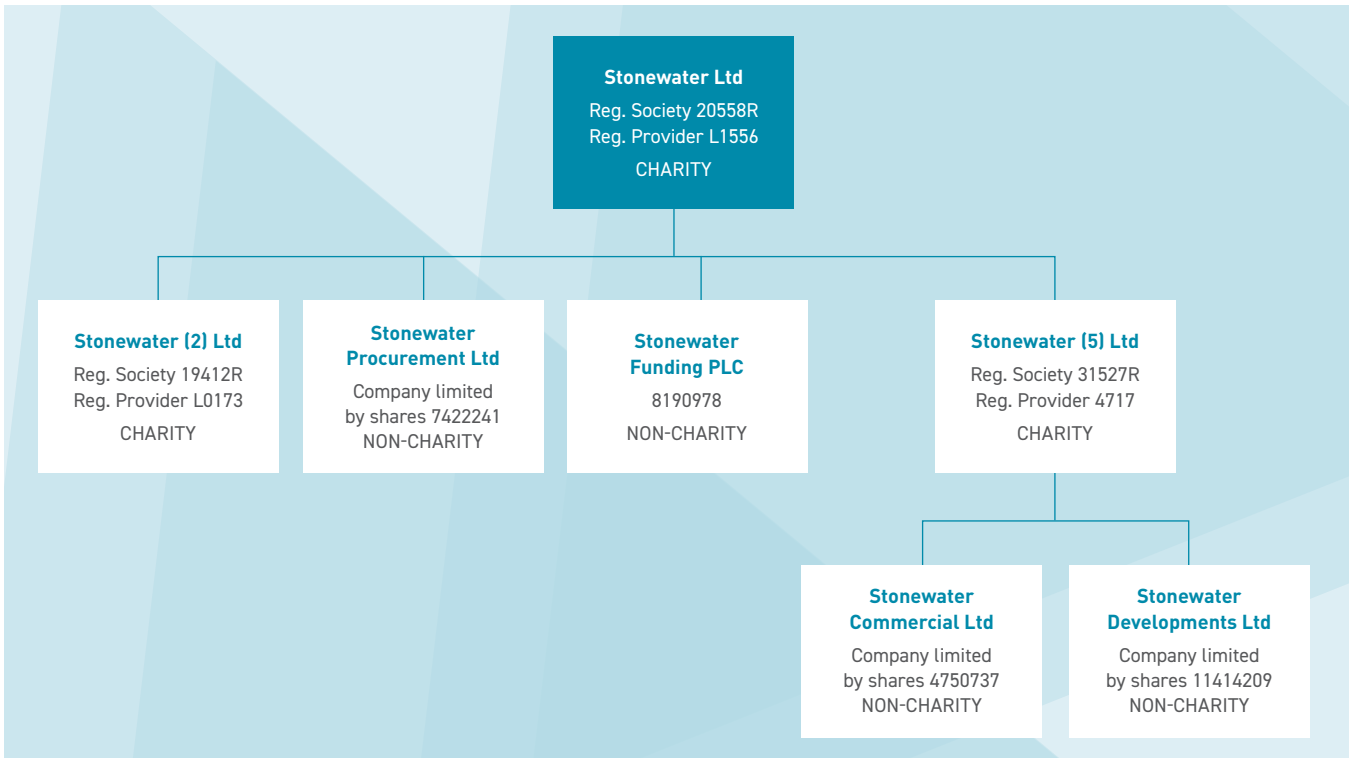 Stonewater Ltd
Reg. Society 20558R
Reg. Provider L1556
CHARITY
Stonewater (2) Ltd
Reg. Society 19412R
Reg. Provider L0173
CHARITY
Stonewater
Procurement Ltd
Company limited
by shares 7422241
NON-CHARITY
Stonewater
Funding PLC
8190978
NON-CHARITY
Stonewater (5) Ltd
Reg. Society 31527R
Reg. Provider 4717
CHARITY
Stonewater
Commercial Ltd
Company limited
by shares 4750737
NON-CHARITY
Stonewater
Developments Ltd
Company limited
by shares 11414209
NON-CHARITY